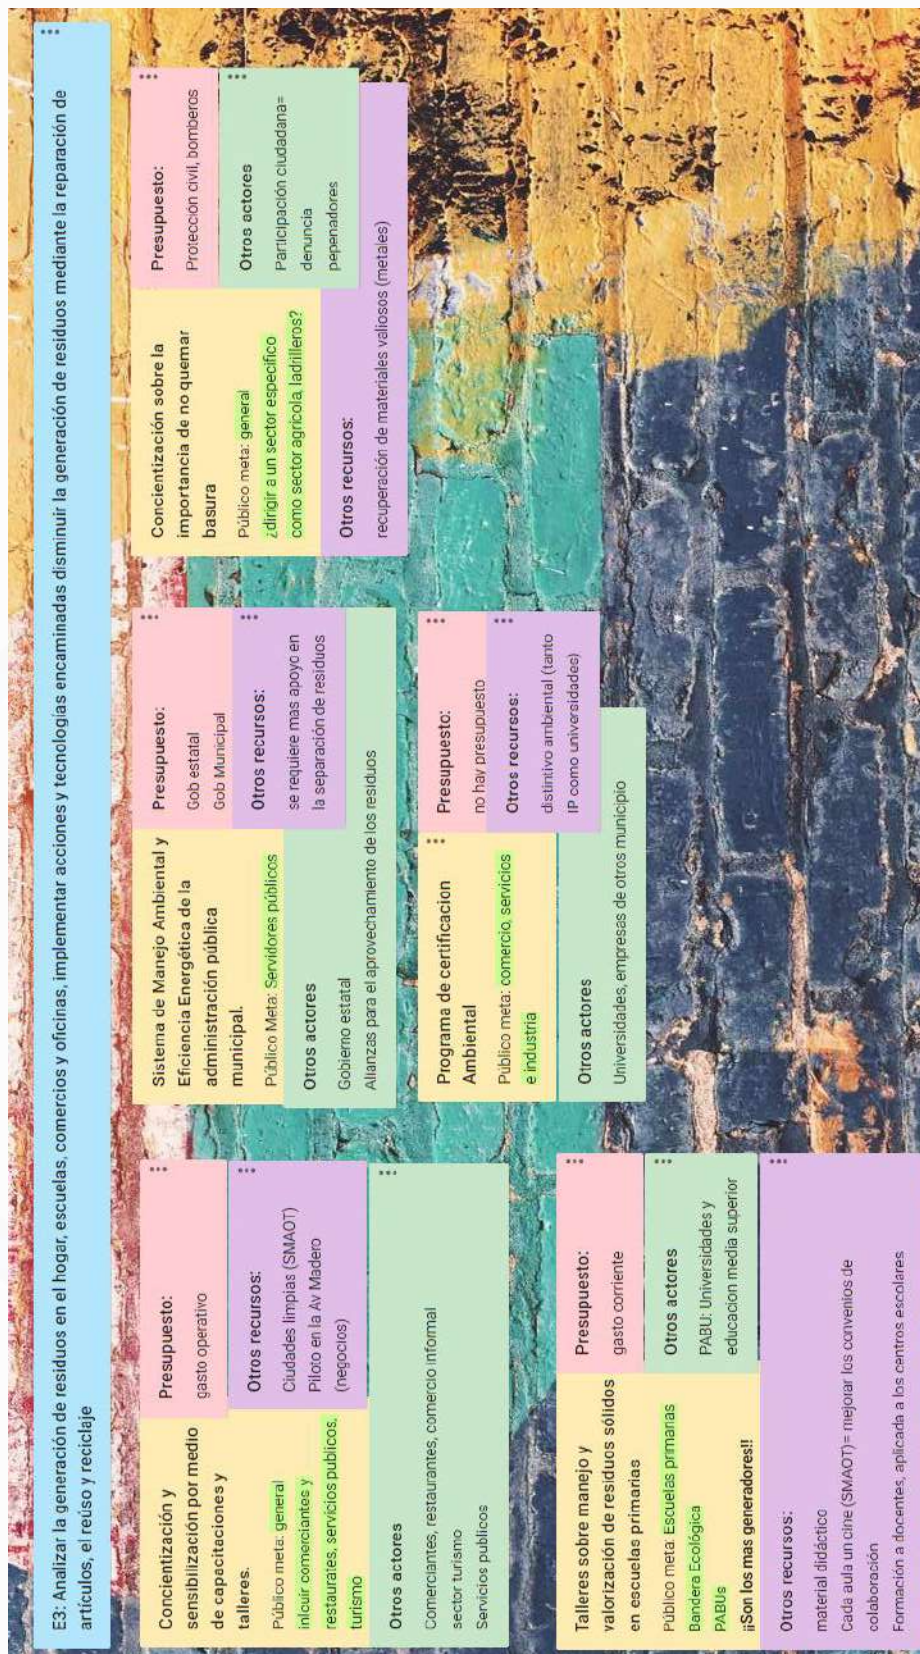 E3: Analizar la generación de residuos en el hogar, escuelas, comercios y oficinas, implementar acciones y tecnologías encaminadas disminuir la generación de residuos mediante la reparación de
artículos, el reúso y reciclaje
Concientización y
sensibilización por medio
de capacitaciones y
talleres.
Público meta: general
inlcuir comerciantes y
restaurates, servicios publicos,
turismo
Presupuesto:
gasto operativo
Otros recursos:
Ciudades limpias (SMAOT)
Piloto en la Av Madero
(negocios)
Otros actores
Comerciantes, restaurantes, comercio informal
sector turismo
Servicios publicos
Talleres sobre manejo y
valorización de residuos sólidos
en escuelas primarias
Público meta: Escuelas primarias
Bandera Ecológica
PABUs
¡¡Son los mas generadores!!
Presupuesto:
gasto corriente
Otros actores
PABU: Universidades y
educacion media superior
Otros recursos:
material didáctico
Cada aula un cine (SMAOT)= mejorar los convenios de
colaboración
Formación a docentes, aplicada a los centros escolares
Sistema de Manejo Ambiental y
Eficiencia Energética de la
administración pública
municipal.
Público Meta: Servidores públicos
Presupuesto:
Gob estatal
Gob Municipal
Otros recursos:
se requiere mas apoyo en
la separación de residuos
Otros actores
Gobierno estatal
Alianzas para el aprovechamiento de los residuos
Programa de certificacion
Ambiental
Público meta: comercio, servicios
e industria
Presupuesto:
no hay presupuesto
Otros recursos:
distintivo ambiental (tanto
IP como universidades)
Otros actores
Universidades, empresas de otros municipio
Concientización sobre la
importancia de no quemar
basura
Público meta: general
¿dirigir a un sector especifico
como sector agrícola, ladrilleros?
Presupuesto:
Protección civil, bomberos
Otros actores
Participación ciudadana=
denuncia
pepenadores
Otros recursos:
recuperación de materiales valiosos (metales)